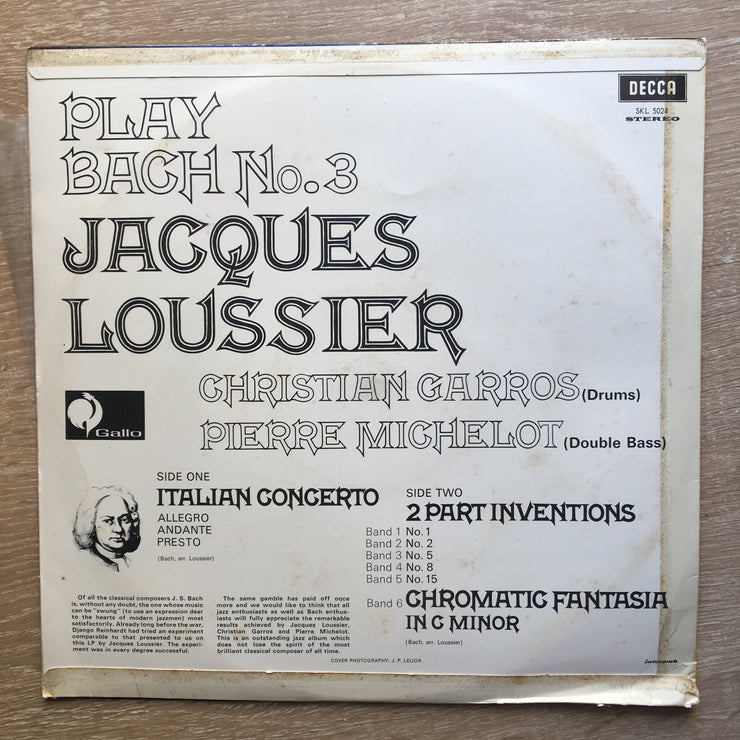 DECCA
SKL 5024
STEREO
PLAY
BACH No. 3
JACQUES
LOUSSIER
CHRISTIAN GARROS (Drums)
PIERRE MICHELOT (Double Bass)
Gallo
SIDE ONE
ITALIAN CONCERTO
ALLEGRO
ANDANTE
PRESTO
(Bach, arr. Loussier)
SIDE TWO
2 PART INVENTIONS
Band 1 No. 1
Band 2 No. 2
Band 3 No. 5
Band 4 No. 8
Band 5 No. 15
Band 6 CHROMATIC FANTASIA
IN C MINOR
(Bach, arr. Loussier)
Of all the classical composers J. S. Bach
is, without any doubt, the one whose music
can be "swung" (to use an expression dear
to the hearts of modern jazzmen) most
satisfactorily. Already long before the war,
Django Reinhardt had tried an experiment
comparable to that presented to us on
this LP by Jacques Loussiér. The experi-
ment was in every degree successful.
The same gamble has paid off once
more and we would like to think that all
jazz enthusiasts as well as Bach enthus-
iasts will fully appreciate the remarkable
results achieved by Jacques Loussier,
Christian Garros and Pierre Michelot.
This is an outstanding jazz album which
does not lose the spirit of the most
brilliant classical composer of all time.
COVER PHOTOGRAPHY: J. P. LELOIR
interpak